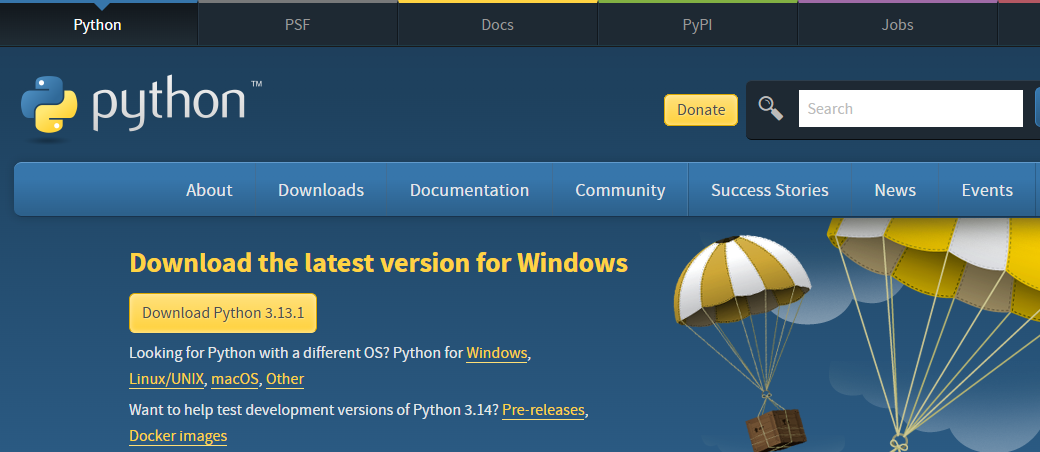 Python PSF Docs PyPI Jobs
python™
Donate Search
About Downloads Documentation Community Success Stories News Events
Download the latest version for Windows
Download Python 3.13.1
Looking for Python with a different OS? Python for Windows,
Linux/UNIX, macOS, Other
Want to help test development versions of Python 3.14? Pre-releases,
Docker images